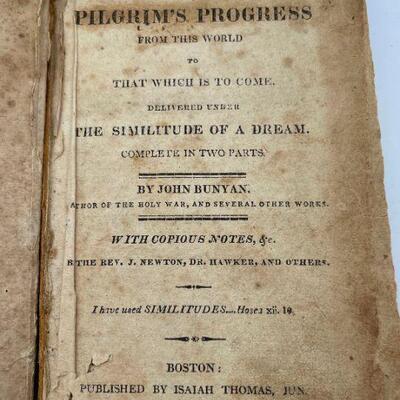 PILGRIM'S PROGRESS
FROM THIS WORLD
TO
THAT WHICH IS TO COME.
DELIVERED UNDER
THE SIMILITUDE OF A DREAM.
COMPLETE IN TWO PARTS.
BY JOHN BUNYAN.
THOR OF THE HOLY WAR, AND SEVERAL OTHER WORKS.
WITH COPIOUS NOTES, &c.
THE REV. J. NEWTON, DR. HAWKER, AND OTHERS.
I have used SIMILITUDES....Hosea xii. 10.
BOSTON:
PUBLISHED BY ISAIAH THOMAS, JUN.